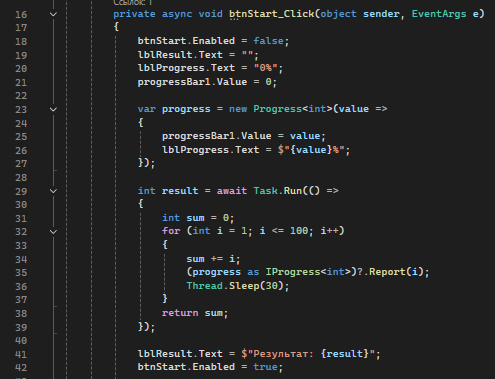 Ссылок: 1
16 private async void btnStart_Click(object sender, EventArgs e)
17 {
18 btnStart.Enabled = false;
19 lblResult.Text = "";
20 lblProgress.Text = "0%";
21 progressBar1.Value = 0;
22
23 var progress = new Progress<int>(value =>
24 {
25 progressBar1.Value = value;
26 lblProgress.Text = $"{value}%";
27 });
28
29 int result = await Task.Run(() =>
30 {
31 int sum = 0;
32 for (int i = 1; i <= 100; i++)
33 {
34 sum += i;
35 (progress as IProgress<int>)?.Report(i);
36 Thread.Sleep(30);
37 }
38 return sum;
39 });
40
41 lblResult.Text = $"Результат: {result}";
42 btnStart.Enabled = true;